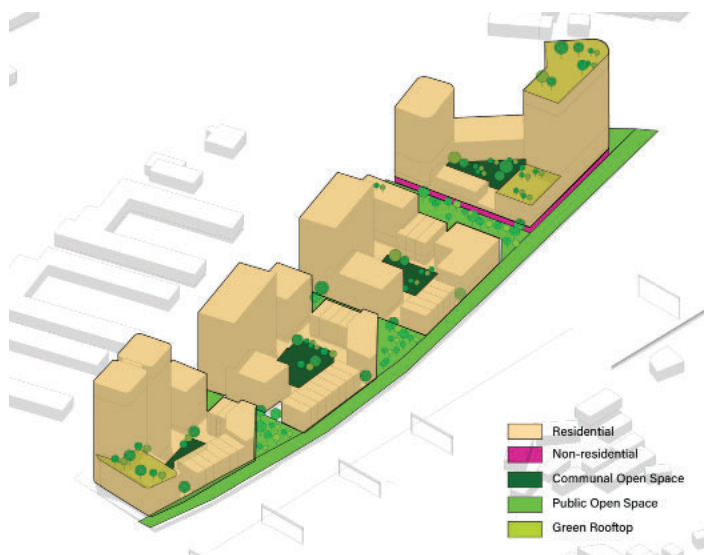 Residential
Non-residential
Communal Open Space
Public Open Space
Green Rooftop